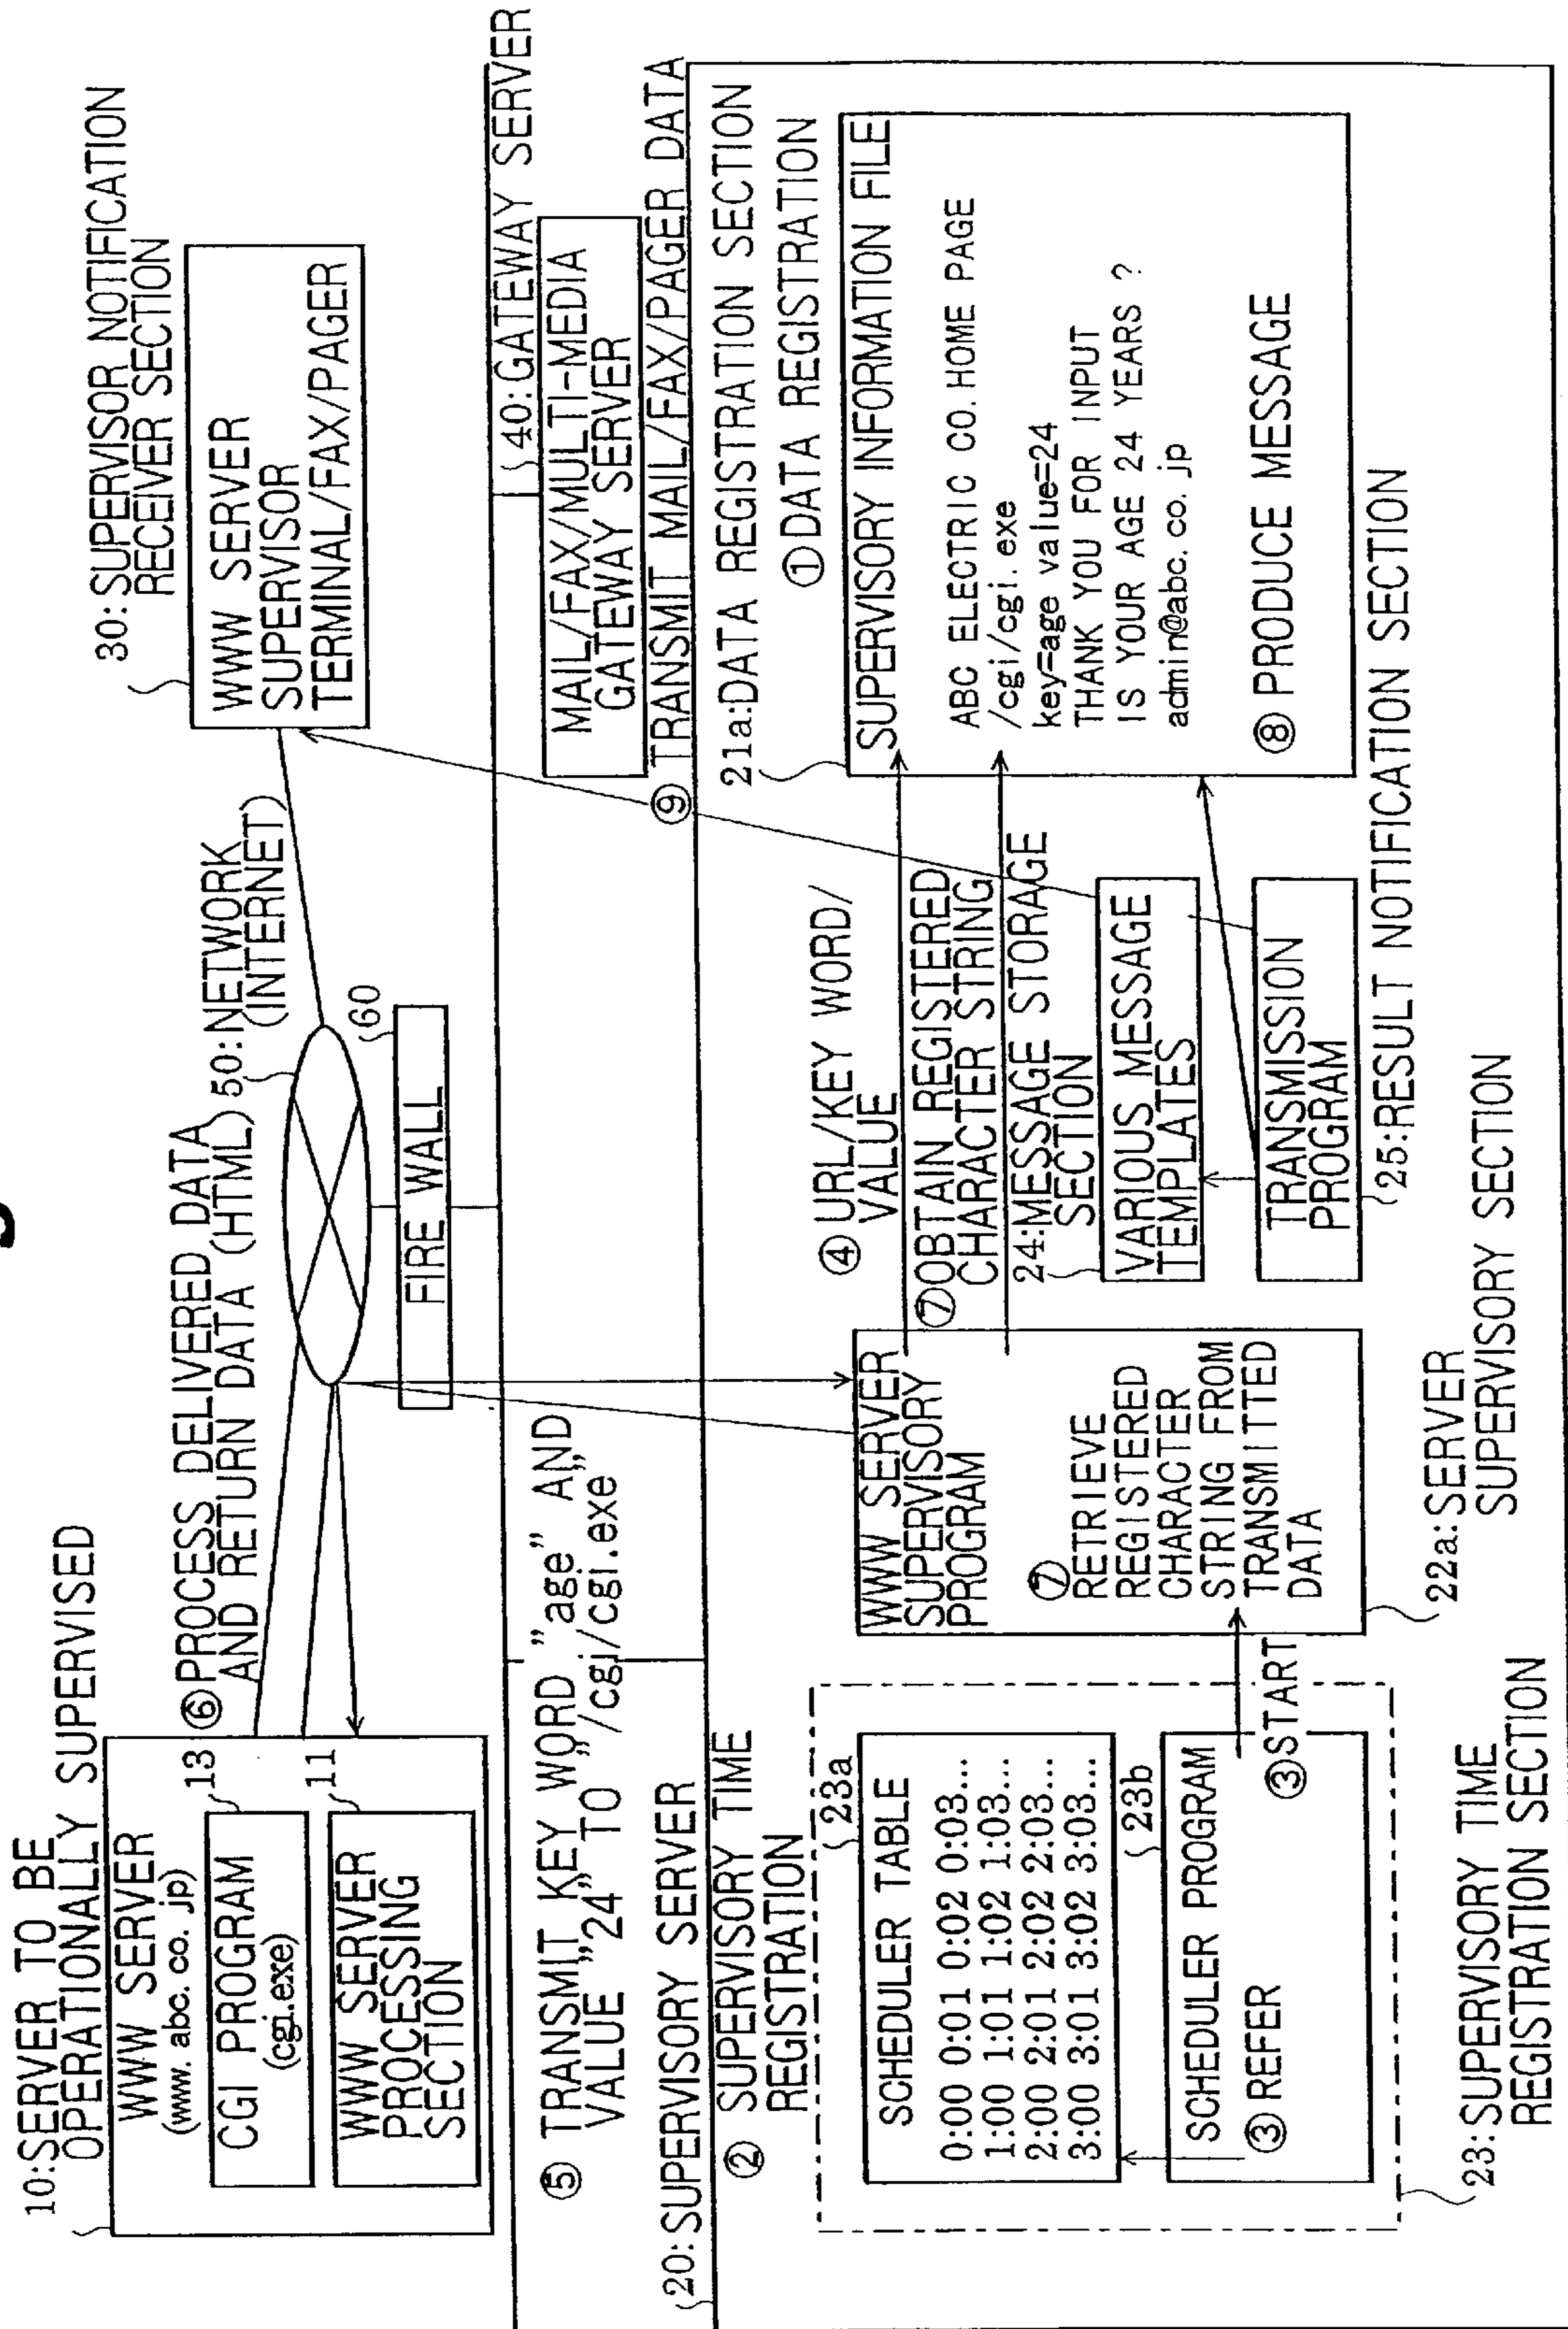 10:SERVER TO BE
OPERATIONALLY SUPERVISED
WWW SERVER
(www. abc. co. jp)
CGI PROGRAM
(cgi.exe)
13
WWW SERVER
PROCESSING
SECTION
11
⑥PROCESS DELIVERED DATA
AND RETURN DATA (HTML)
50:NETWORK
(INTERNET)
60
FIRE WALL
30:SUPERVISOR NOTIFICATION
RECEIVER SECTION
WWW SERVER
SUPERVISOR
TERMINAL/FAX/PAGER
40:GATEWAY SERVER
MAIL/FAX/MULTI-MEDIA
GATEWAY SERVER
⑨TRANSMIT MAIL/FAX/PAGER DATA
⑤ TRANSMIT KEY WORD "age" AND
VALUE "24" TO "/cgi/cgi.exe"
20:SUPERVISORY SERVER
② SUPERVISORY TIME
REGISTRATION
23a
SCHEDULER TABLE
0:00 0:01 0:02 0:03...
1:00 1:01 1:02 1:03...
2:00 2:01 2:02 2:03...
3:00 3:01 3:02 3:03...
23b
SCHEDULER PROGRAM
③REFER
③START
23:SUPERVISORY TIME
REGISTRATION SECTION
WWW SERVER
SUPERVISORY
PROGRAM
⑦
RETRIEVE
REGISTERED
CHARACTER
STRING FROM
TRANSMITTED
DATA
22a:SERVER
SUPERVISORY SECTION
④ URL/KEY WORD/
VALUE
⑦OBTAIN REGISTERED
CHARACTER STRING
24:MESSAGE STORAGE
SECTION
VARIOUS MESSAGE
TEMPLATES
TRANSMISSION
PROGRAM
25:RESULT NOTIFICATION SECTION
21a:DATA REGISTRATION SECTION
①DATA REGISTRATION
SUPERVISORY INFORMATION FILE
ABC ELECTRIC CO. HOME PAGE
/cgi/cgi.exe
key=age value=24
THANK YOU FOR INPUT
IS YOUR AGE 24 YEARS ?
admin@abc. co. jp
⑧ PRODUCE MESSAGE